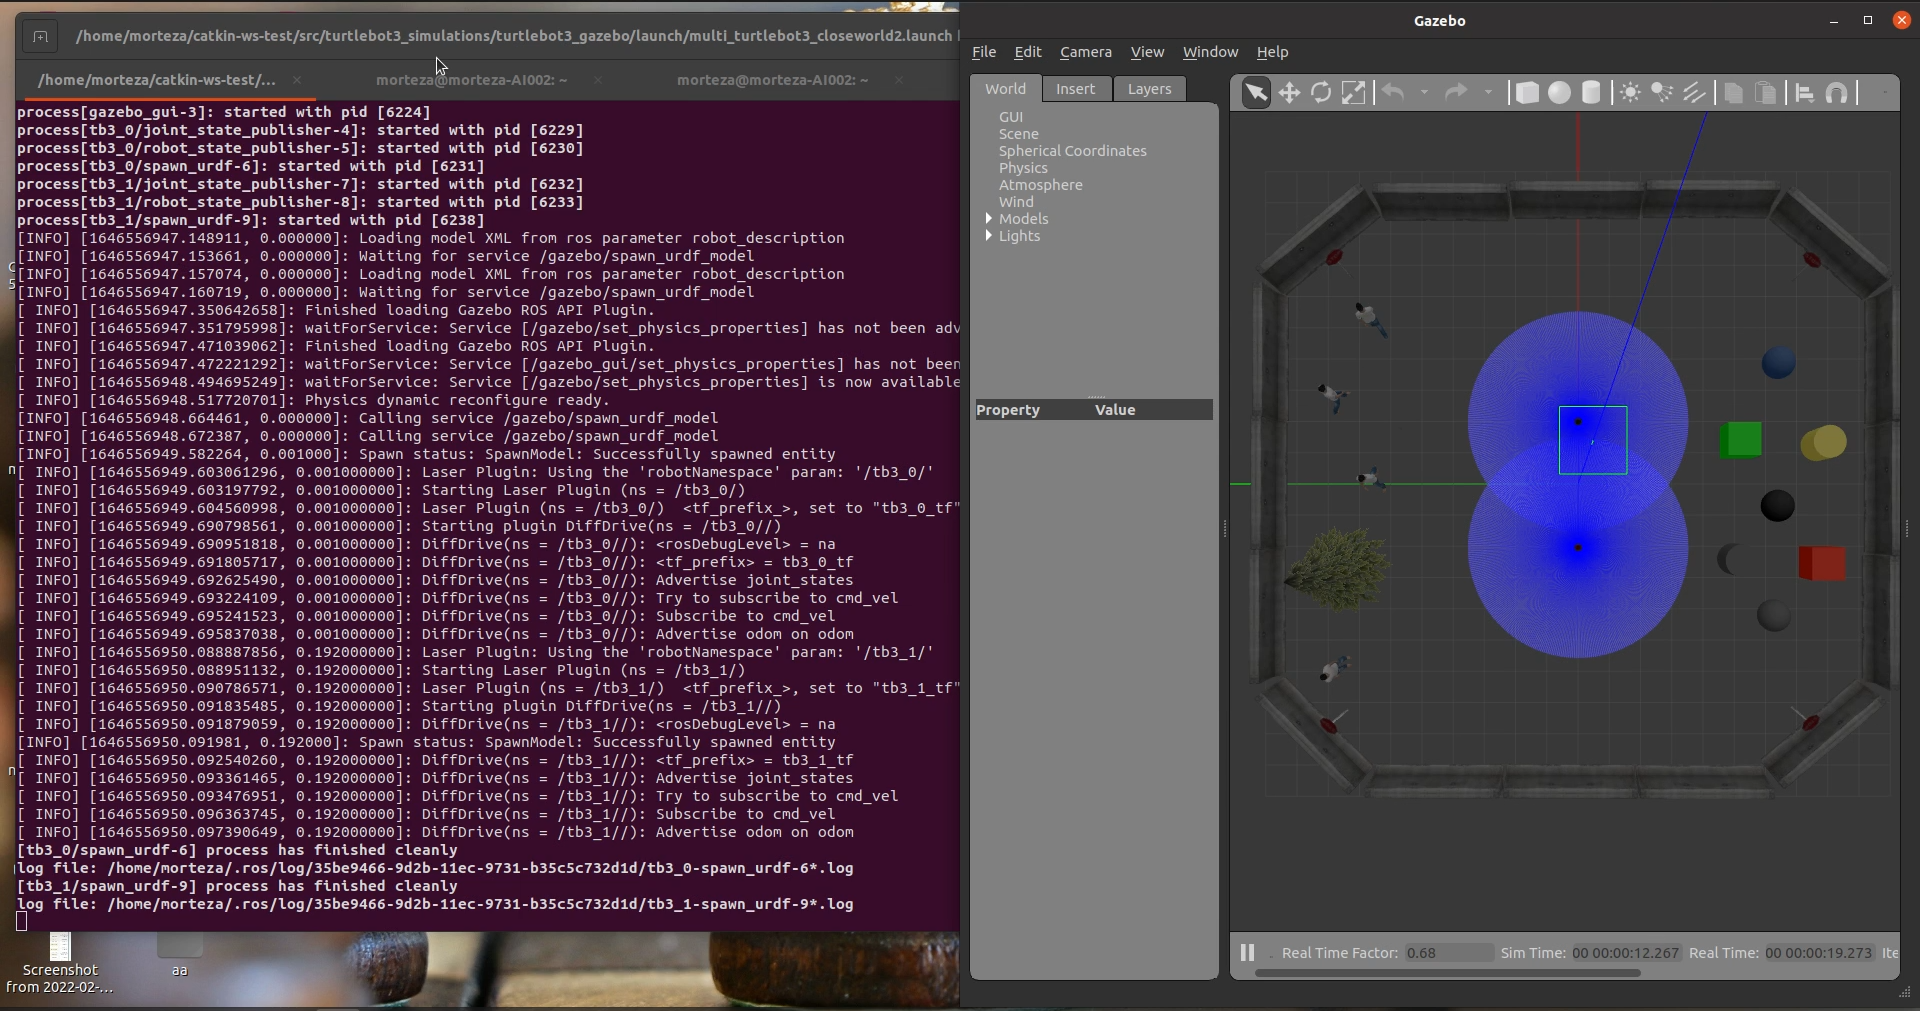 /home/morteza/catkin-ws-test/src/turtlebot3_simulations/turtlebot3_gazebo/launch/multi_turtlebot3_closeworld2.launch
/home/morteza/catkin-ws-test/... morteza@morteza-AI002: ~ morteza@morteza-AI002: ~
process[gazebo_gui-3]: started with pid [6224]
process[tb3_0/joint_state_publisher-4]: started with pid [6229]
process[tb3_0/robot_state_publisher-5]: started with pid [6230]
process[tb3_0/spawn_urdf-6]: started with pid [6231]
process[tb3_1/joint_state_publisher-7]: started with pid [6232]
process[tb3_1/robot_state_publisher-8]: started with pid [6233]
process[tb3_1/spawn_urdf-9]: started with pid [6238]
[INFO] [1646556947.148911, 0.000000]: Loading model XML from ros parameter robot_description
[INFO] [1646556947.153661, 0.000000]: Waiting for service /gazebo/spawn_urdf_model
[INFO] [1646556947.157074, 0.000000]: Loading model XML from ros parameter robot_description
[INFO] [1646556947.160719, 0.000000]: Waiting for service /gazebo/spawn_urdf_model
[ INFO] [1646556947.350642658]: Finished loading Gazebo ROS API Plugin.
[ INFO] [1646556947.351795998]: waitForService: Service [/gazebo/set_physics_properties] has not been adv
[ INFO] [1646556947.471039062]: Finished loading Gazebo ROS API Plugin.
[ INFO] [1646556947.472221292]: waitForService: Service [/gazebo_gui/set_physics_properties] has not been
[ INFO] [1646556948.494695249]: waitForService: Service [/gazebo/set_physics_properties] is now available
[ INFO] [1646556948.517720701]: Physics dynamic reconfigure ready.
[INFO] [1646556948.664461, 0.000000]: Calling service /gazebo/spawn_urdf_model
[INFO] [1646556948.672387, 0.000000]: Calling service /gazebo/spawn_urdf_model
[INFO] [1646556949.582264, 0.001000]: Spawn status: SpawnModel: Successfully spawned entity
[ INFO] [1646556949.603061296, 0.001000000]: Laser Plugin: Using the 'robotNamespace' param: '/tb3_0/'
[ INFO] [1646556949.603197792, 0.001000000]: Starting Laser Plugin (ns = /tb3_0/)
[ INFO] [1646556949.604560998, 0.001000000]: Laser Plugin (ns = /tb3_0/)  <tf_prefix_>, set to "tb3_0_tf"
[ INFO] [1646556949.690798561, 0.001000000]: Starting plugin DiffDrive(ns = /tb3_0//)
[ INFO] [1646556949.690951818, 0.001000000]: DiffDrive(ns = /tb3_0//): <rosDebugLevel> = na
[ INFO] [1646556949.691805717, 0.001000000]: DiffDrive(ns = /tb3_0//): <tf_prefix> = tb3_0_tf
[ INFO] [1646556949.692625490, 0.001000000]: DiffDrive(ns = /tb3_0//): Advertise joint_states
[ INFO] [1646556949.693224109, 0.001000000]: DiffDrive(ns = /tb3_0//): Try to subscribe to cmd_vel
[ INFO] [1646556949.695241523, 0.001000000]: DiffDrive(ns = /tb3_0//): Subscribe to cmd_vel
[ INFO] [1646556949.695837038, 0.001000000]: DiffDrive(ns = /tb3_0//): Advertise odom on odom
[ INFO] [1646556950.088887856, 0.192000000]: Laser Plugin: Using the 'robotNamespace' param: '/tb3_1/'
[ INFO] [1646556950.088951132, 0.192000000]: Starting Laser Plugin (ns = /tb3_1/)
[ INFO] [1646556950.090786571, 0.192000000]: Laser Plugin (ns = /tb3_1/)  <tf_prefix_>, set to "tb3_1_tf"
[ INFO] [1646556950.091835485, 0.192000000]: Starting plugin DiffDrive(ns = /tb3_1//)
[ INFO] [1646556950.091879059, 0.192000000]: DiffDrive(ns = /tb3_1//): <rosDebugLevel> = na
[INFO] [1646556950.091981, 0.192000]: Spawn status: SpawnModel: Successfully spawned entity
[ INFO] [1646556950.092540260, 0.192000000]: DiffDrive(ns = /tb3_1//): <tf_prefix> = tb3_1_tf
[ INFO] [1646556950.093361465, 0.192000000]: DiffDrive(ns = /tb3_1//): Advertise joint_states
[ INFO] [1646556950.093476951, 0.192000000]: DiffDrive(ns = /tb3_1//): Try to subscribe to cmd_vel
[ INFO] [1646556950.096363745, 0.192000000]: DiffDrive(ns = /tb3_1//): Subscribe to cmd_vel
[ INFO] [1646556950.097390649, 0.192000000]: DiffDrive(ns = /tb3_1//): Advertise odom on odom
[tb3_0/spawn_urdf-6] process has finished cleanly
log file: /home/morteza/.ros/log/35be9466-9d2b-11ec-9731-b35c5c732d1d/tb3_0-spawn_urdf-6*.log
[tb3_1/spawn_urdf-9] process has finished cleanly
log file: /home/morteza/.ros/log/35be9466-9d2b-11ec-9731-b35c5c732d1d/tb3_1-spawn_urdf-9*.log
Screenshot
from 2022-02-...
aa
Gazebo
File Edit Camera View Window Help
World Insert Layers
GUI
Scene
Spherical Coordinates
Physics
Atmosphere
Wind
Models
Lights
Property Value
Real Time Factor: 0.68 Sim Time: 00 00:00:12.267 Real Time: 00 00:00:19.273 Ite